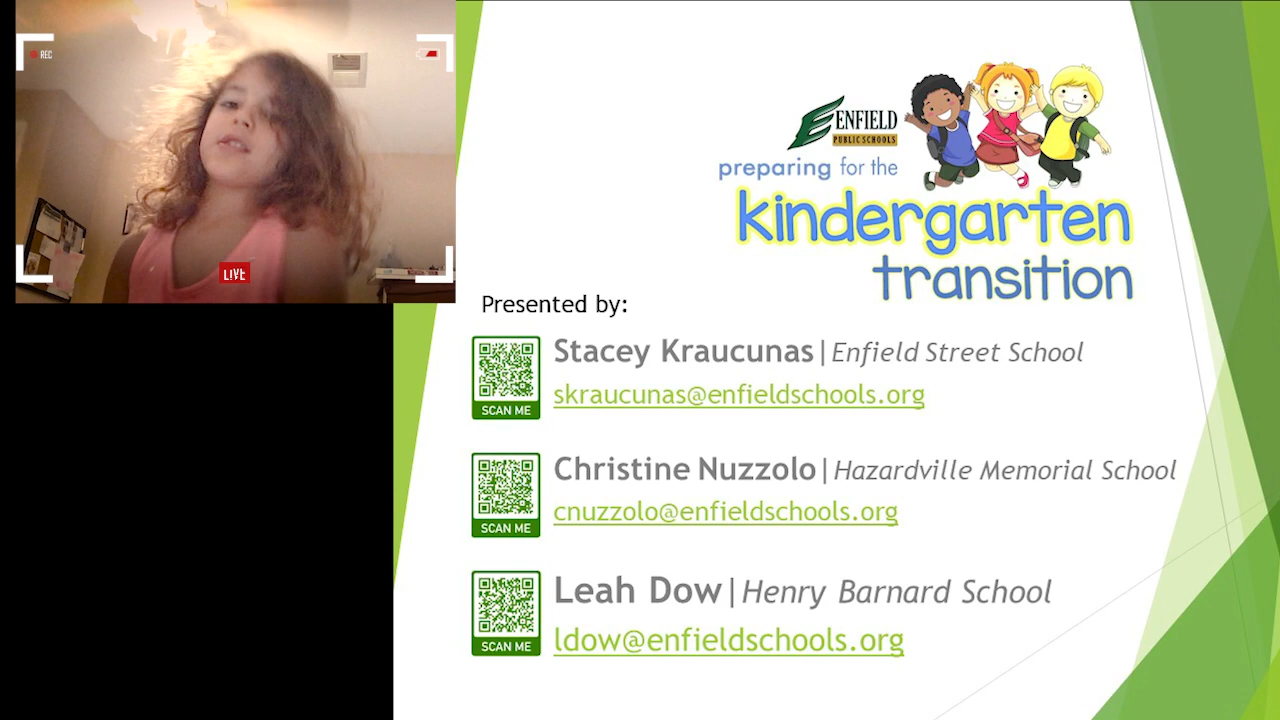 REC
LIVE
ENFIELD
PUBLIC SCHOOLS
preparing for the
kindergarten
transition
Presented by:
Stacey Kraucunas|Enfield Street School
skraucunas@enfieldschools.org
SCAN ME
Christine Nuzzolo|Hazardville Memorial School
cnuzzolo@enfieldschools.org
SCAN ME
Leah Dow|Henry Barnard School
ldow@enfieldschools.org
SCAN ME